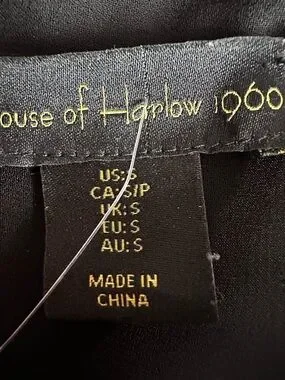 ouse of Harlow 1960
US:S
CA:S/P
UK:S
EU:S
AU:S
MADE IN
CHINA